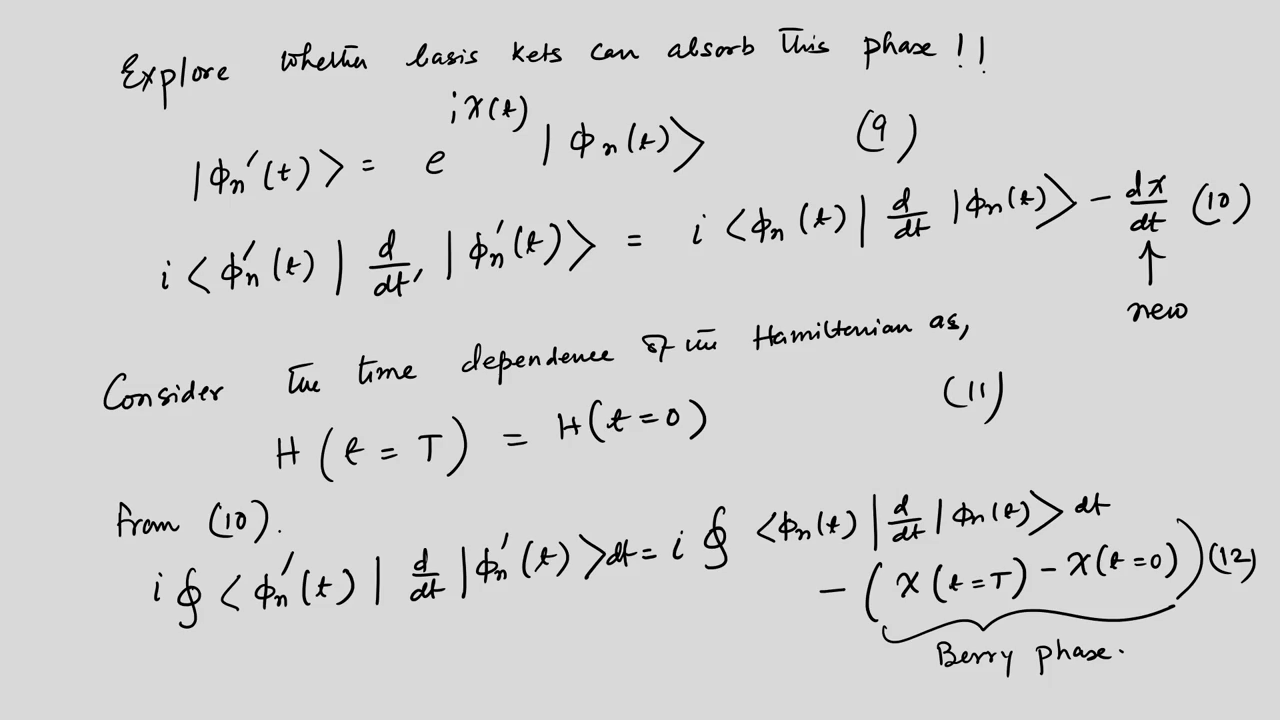 Explore whether basis kets can absorb this phase !!
|ϕₙ′(t)⟩ = e^{iχ(t)} |ϕₙ(t)⟩ (9)
i⟨ϕₙ′(t)| d/dt′ |ϕₙ′(t)⟩ = i⟨ϕₙ(t)| d/dt |ϕₙ(t)⟩ − dχ/dt (10)
↑
new
Consider the time dependence of the Hamiltonian as,
H(t = T) = H(t = 0) (11)
from (10).
i∮⟨ϕₙ′(t)| d/dt |ϕₙ′(t)⟩dt = i∮⟨ϕₙ(t)| d/dt |ϕₙ(t)⟩dt
− (χ(t=T) − χ(t=0)) (12)
Berry phase.